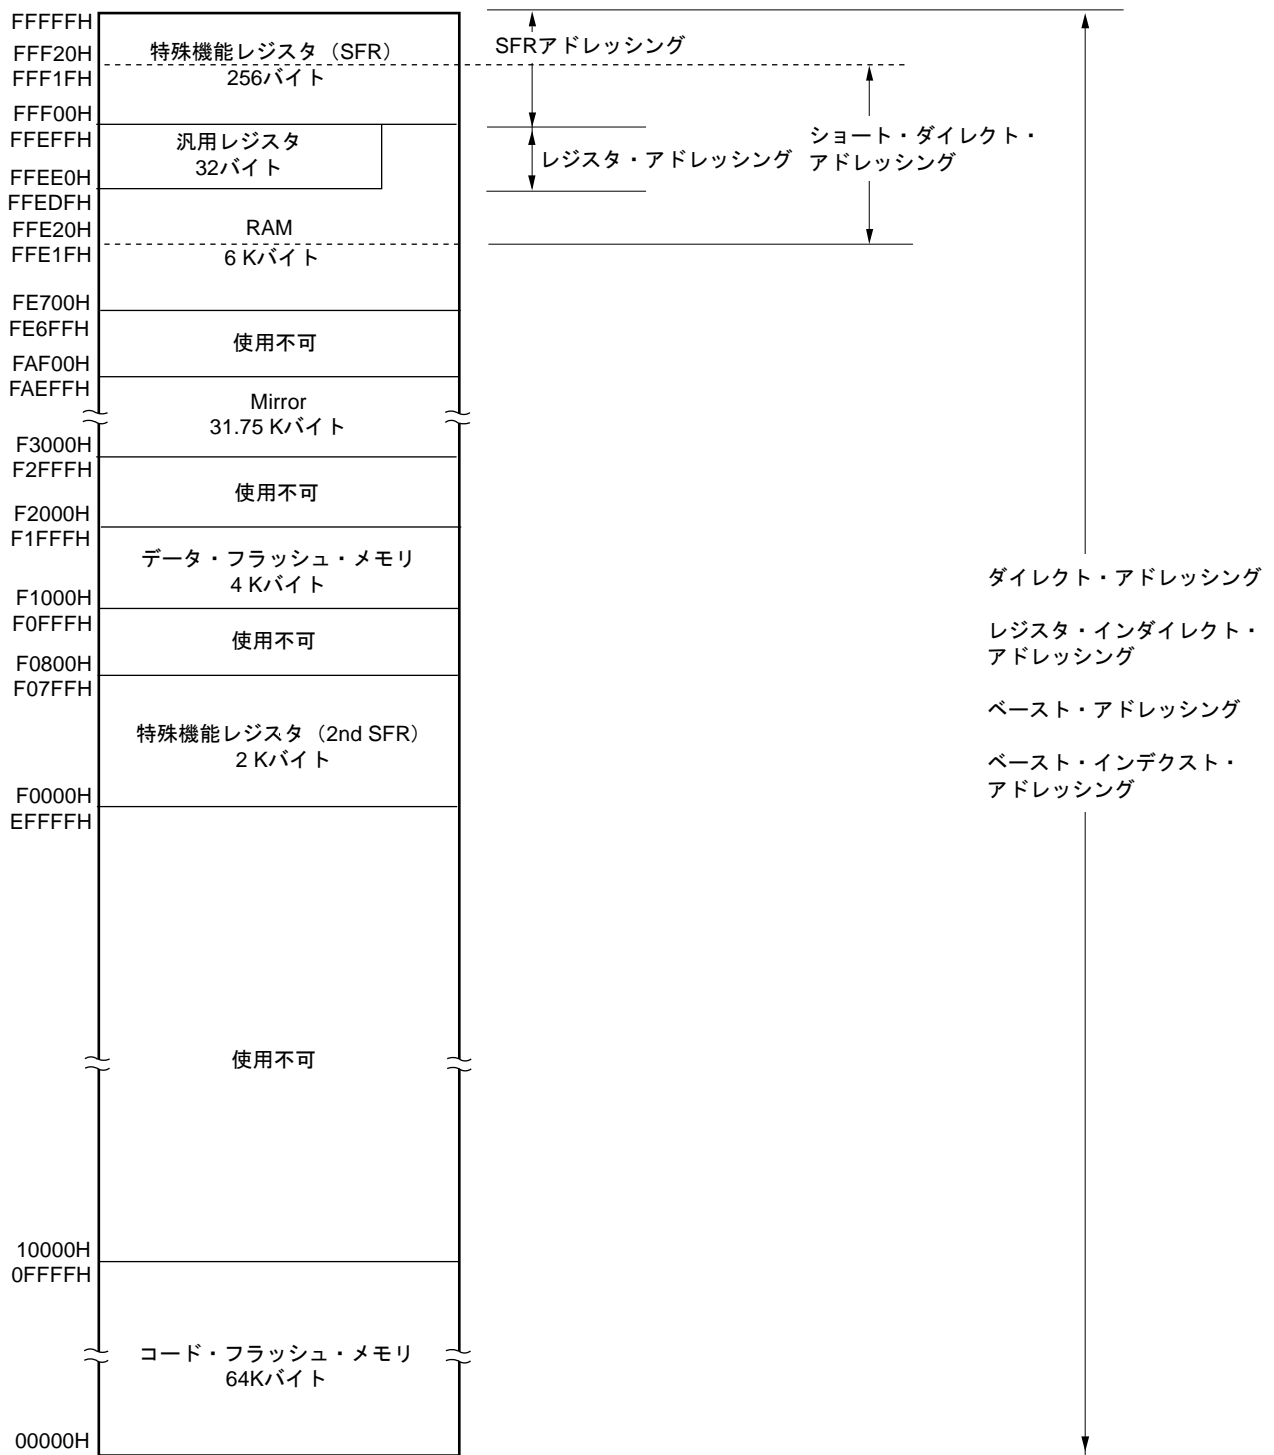 FFFFFH
FFF20H
FFF1FH
FFF00H
FFEFFH
FFEE0H
FFEDFH
FFE20H
FFE1FH
FE700H
FE6FFH
FAF00H
FAEFFH
F3000H
F2FFFH
F2000H
F1FFFH
F1000H
F0FFFH
F0800H
F07FFH
F0000H
EFFFFH
10000H
0FFFFH
00000H
特殊機能レジスタ（SFR）
256バイト
汎用レジスタ
32バイト
RAM
6 Kバイト
使用不可
Mirror
31.75 Kバイト
使用不可
データ・フラッシュ・メモリ
4 Kバイト
使用不可
特殊機能レジスタ（2nd SFR）
2 Kバイト
使用不可
コード・フラッシュ・メモリ
64Kバイト
SFRアドレッシング
レジスタ・アドレッシング
ショート・ダイレクト・
アドレッシング
ダイレクト・アドレッシング
レジスタ・インダイレクト・
アドレッシング
ベースト・アドレッシング
ベースト・インデクスト・
アドレッシング